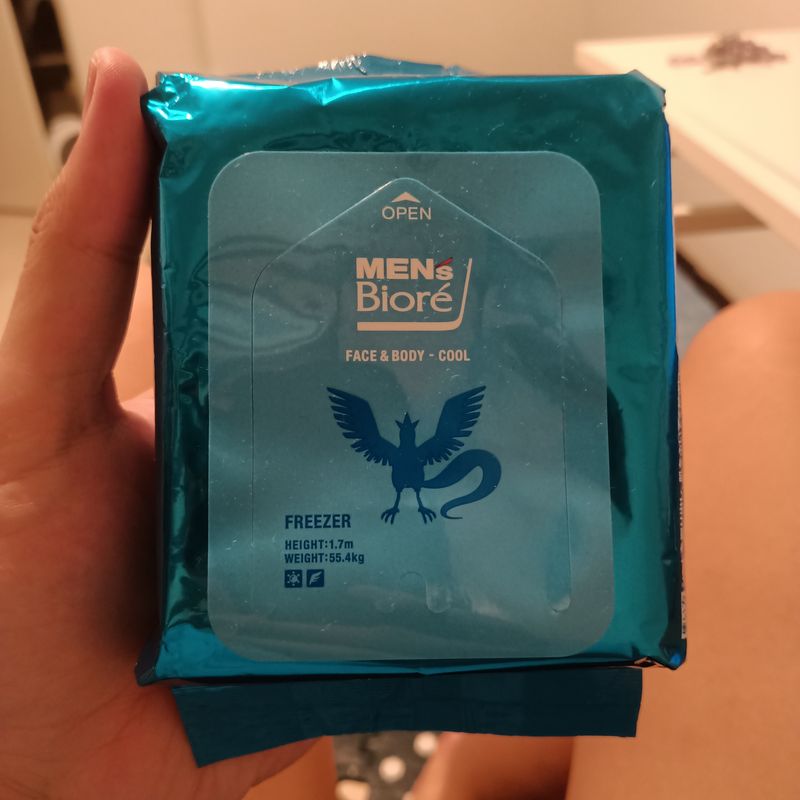 OPEN
MEN's
Bioré
FACE & BODY - COOL
FREEZER
HEIGHT:1.7m
WEIGHT:55.4kg